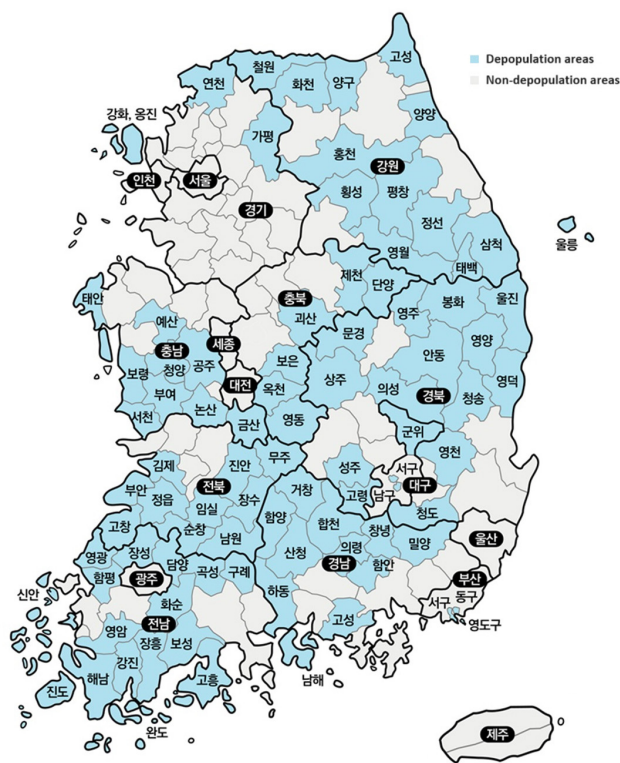 Depopulation areas
Non-depopulation areas
고성
철원
연천
화천
양구
양양
강화, 옹진
가평
홍천
강원
인천
서울
횡성
평창
경기
정선
울릉
삼척
영월
태백
제천
단양
태안
충북
봉화
울진
괴산
영주
예산
문경
세종
영양
충남
안동
공주
보은
보령
청양
대전
상주
의성
경북
청송
영덕
부여
옥천
서천
논산
금산
영동
군위
김제
무주
성주
서구
영천
진안
전북
거창
고령
남구
대구
부안
정읍
장수
임실
함양
합천
청도
고창
순창
남원
창녕
밀양
울산
영광
장성
담양
산청
의령
곡성
구례
경남
함안
함평
광주
부산
신안
화순
하동
서구
동구
고성
영도구
전남
영암
장흥
보성
강진
해남
고흥
남해
진도
완도
제주